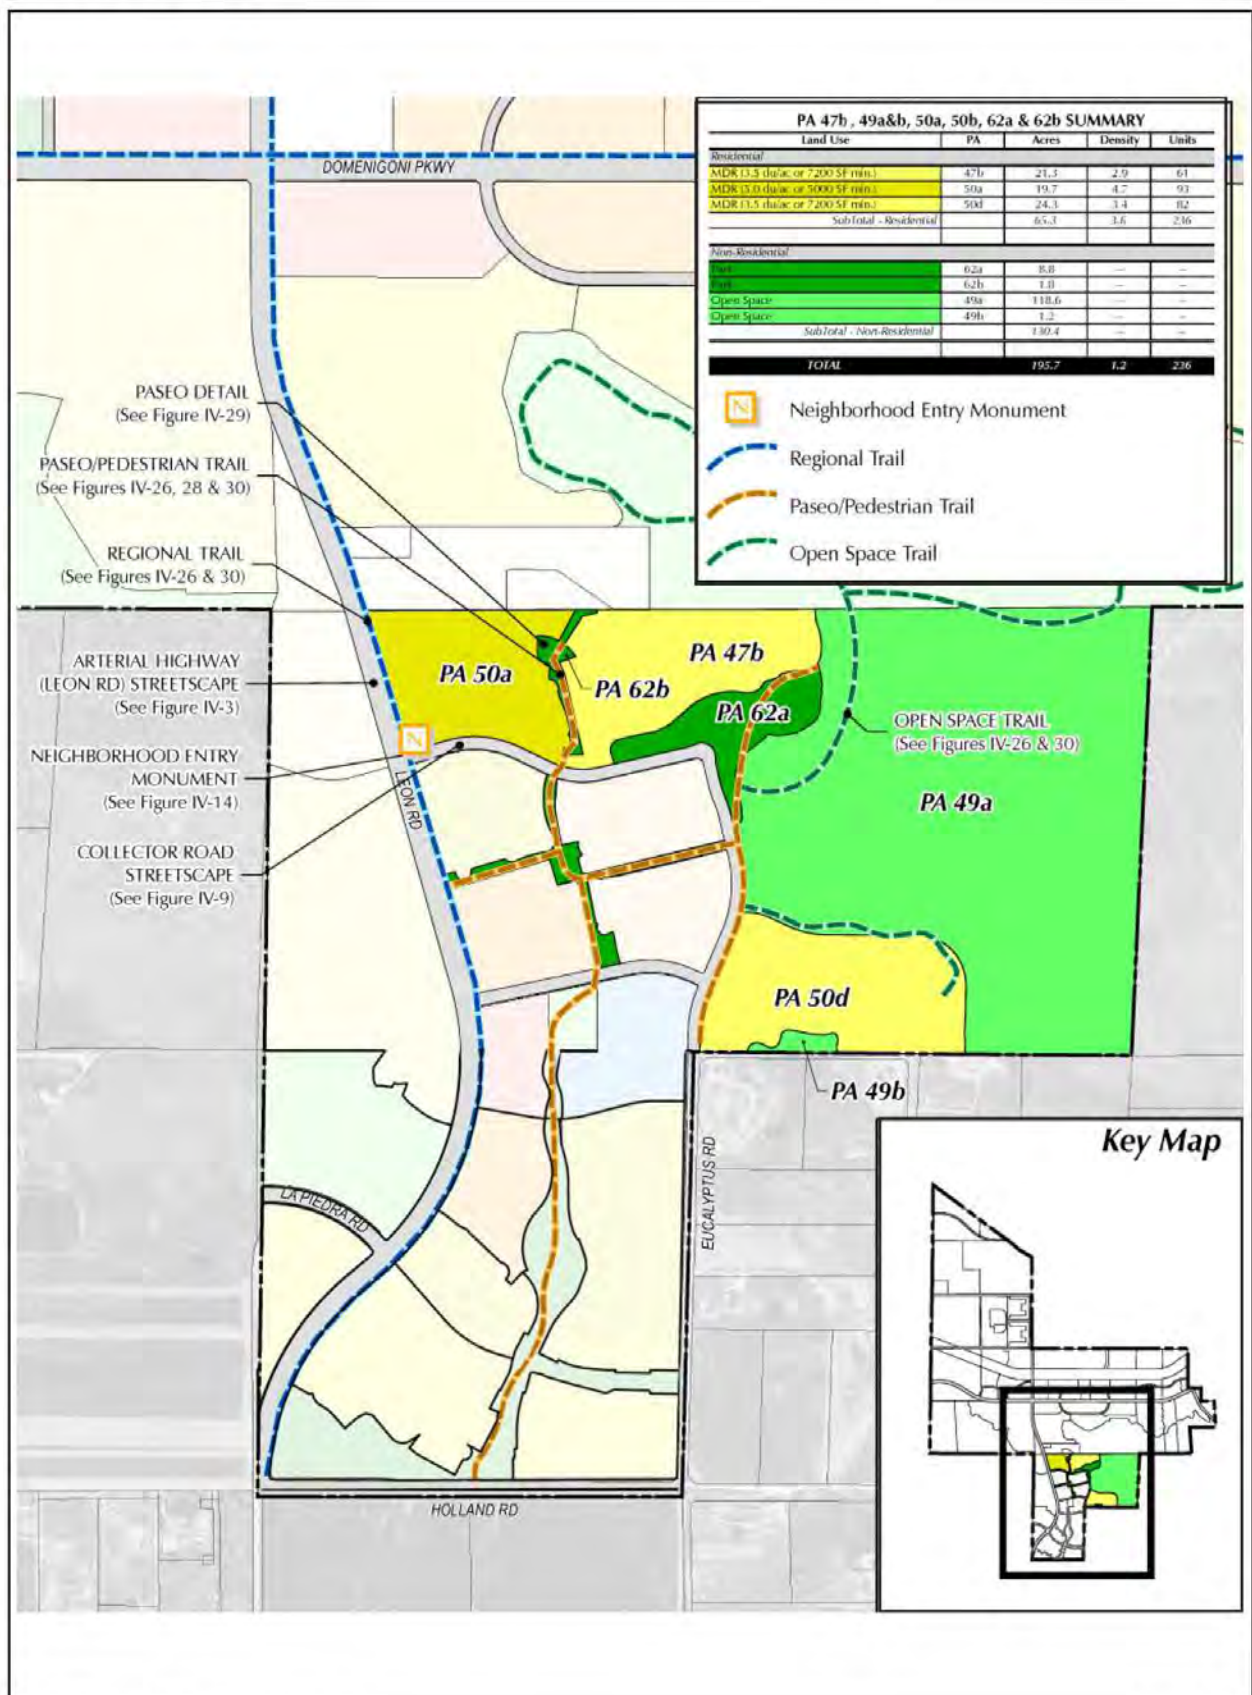 PA 47b , 49a&b, 50a, 50b, 62a & 62b SUMMARY
Land Use PA Acres Density Units
Residential
MDR (3.5 du/ac or 7200 SF min.) 47b 21.3 2.9 61
MDR (5.0 du/ac or 5000 SF min.) 50a 19.7 4.7 93
MDR (3.5 du/ac or 7200 SF min.) 50d 24.3 3.4 82
SubTotal - Residential 65.3 3.6 236
Non-Residential
Park 62a 8.8 — –
Park 62b 1.8 — –
Open Space 49a 118.6 — –
Open Space 49b 1.2 — –
SubTotal - Non-Residential 130.4 — –
TOTAL 195.7 1.2 236
N Neighborhood Entry Monument
Regional Trail
Paseo/Pedestrian Trail
Open Space Trail
DOMENIGONI PKWY
PASEO DETAIL
(See Figure IV-29)
PASEO/PEDESTRIAN TRAIL
(See Figures IV-26, 28 & 30)
REGIONAL TRAIL
(See Figures IV-26 & 30)
ARTERIAL HIGHWAY
(LEON RD) STREETSCAPE
(See Figure IV-3)
NEIGHBORHOOD ENTRY
MONUMENT
(See Figure IV-14)
COLLECTOR ROAD
STREETSCAPE
(See Figure IV-9)
PA 50a
PA 47b
PA 62b
PA 62a
N
OPEN SPACE TRAIL
(See Figures IV-26 & 30)
PA 49a
LEON RD
PA 50d
PA 49b
EUCALYPTUS RD
LA PIEDRA RD
HOLLAND RD
Key Map